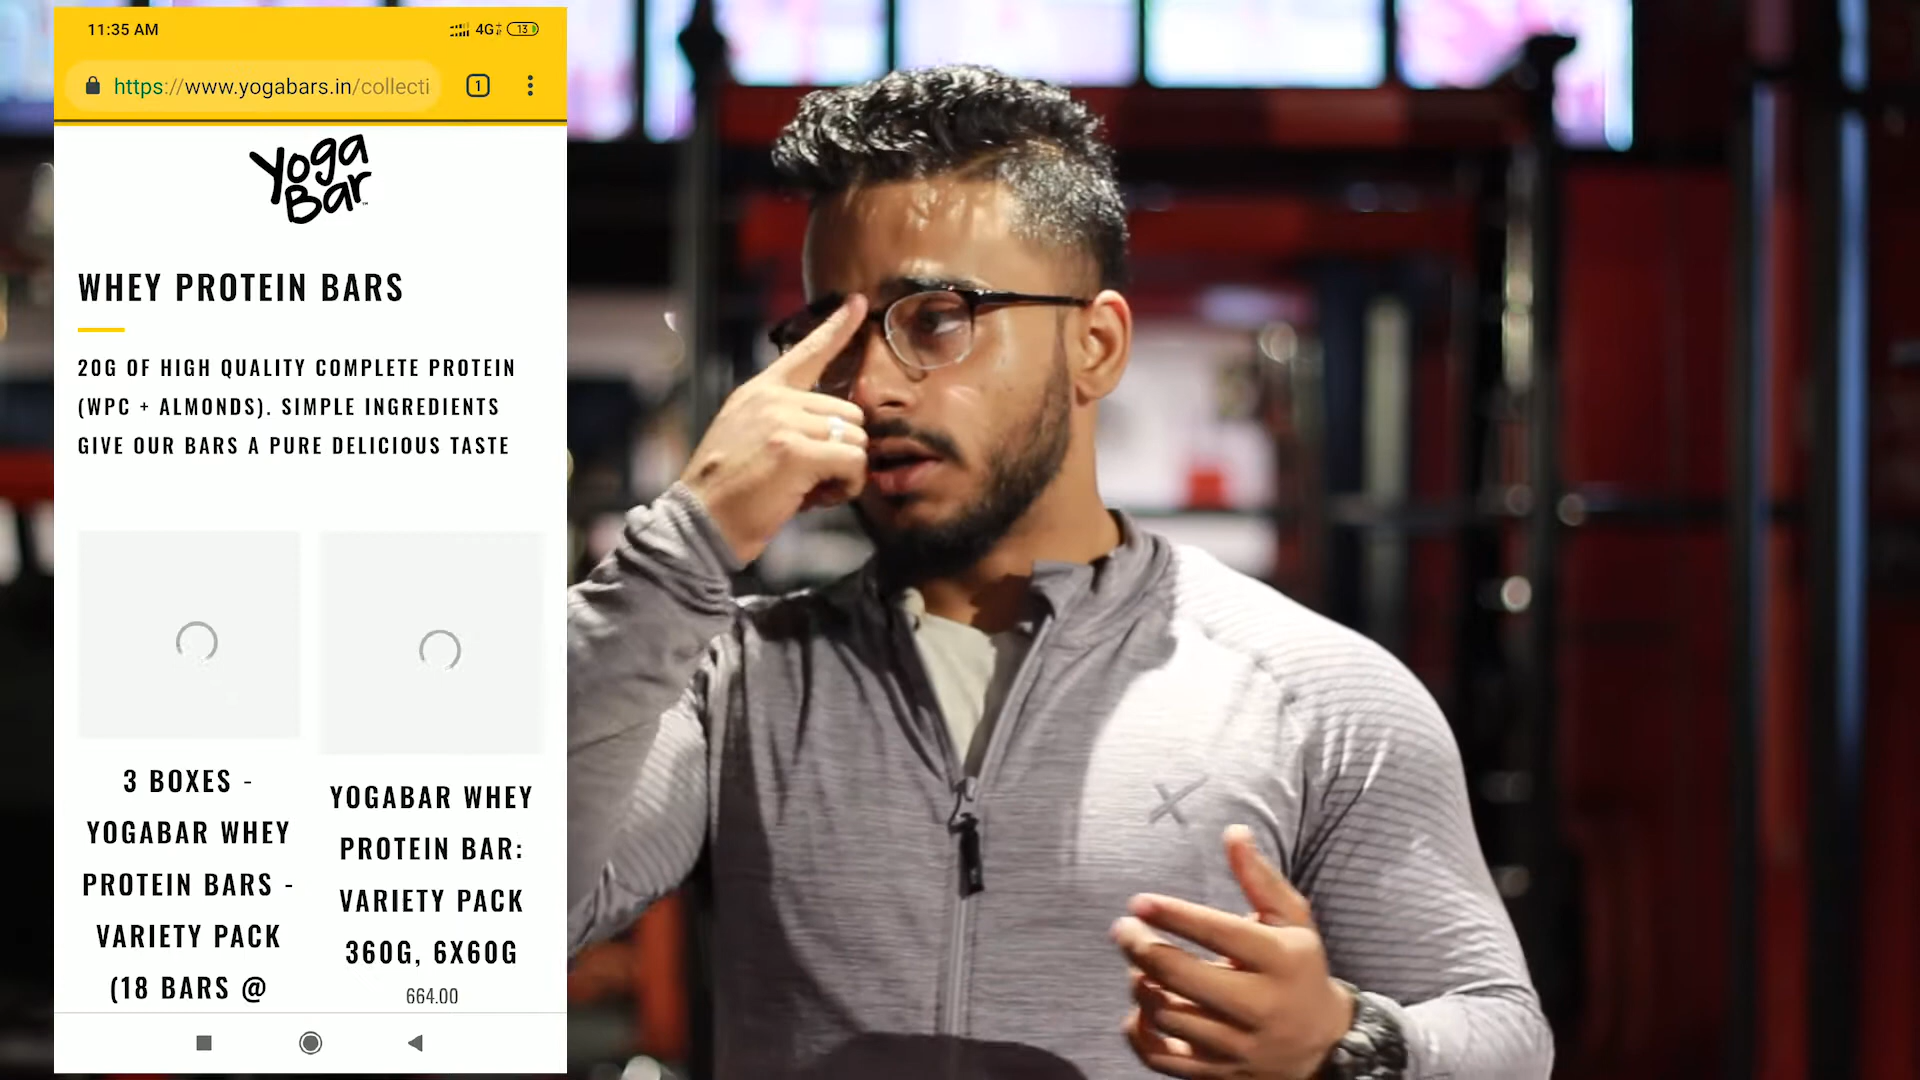 11:35 AM
4G+ 13
https://www.yogabars.in/collecti
1
Yoga
Bar
WHEY PROTEIN BARS
20G OF HIGH QUALITY COMPLETE PROTEIN
(WPC + ALMONDS). SIMPLE INGREDIENTS
GIVE OUR BARS A PURE DELICIOUS TASTE
3 BOXES -
YOGABAR WHEY
PROTEIN BARS -
VARIETY PACK
(18 BARS @
YOGABAR WHEY
PROTEIN BAR:
VARIETY PACK
360G, 6X60G
664.00